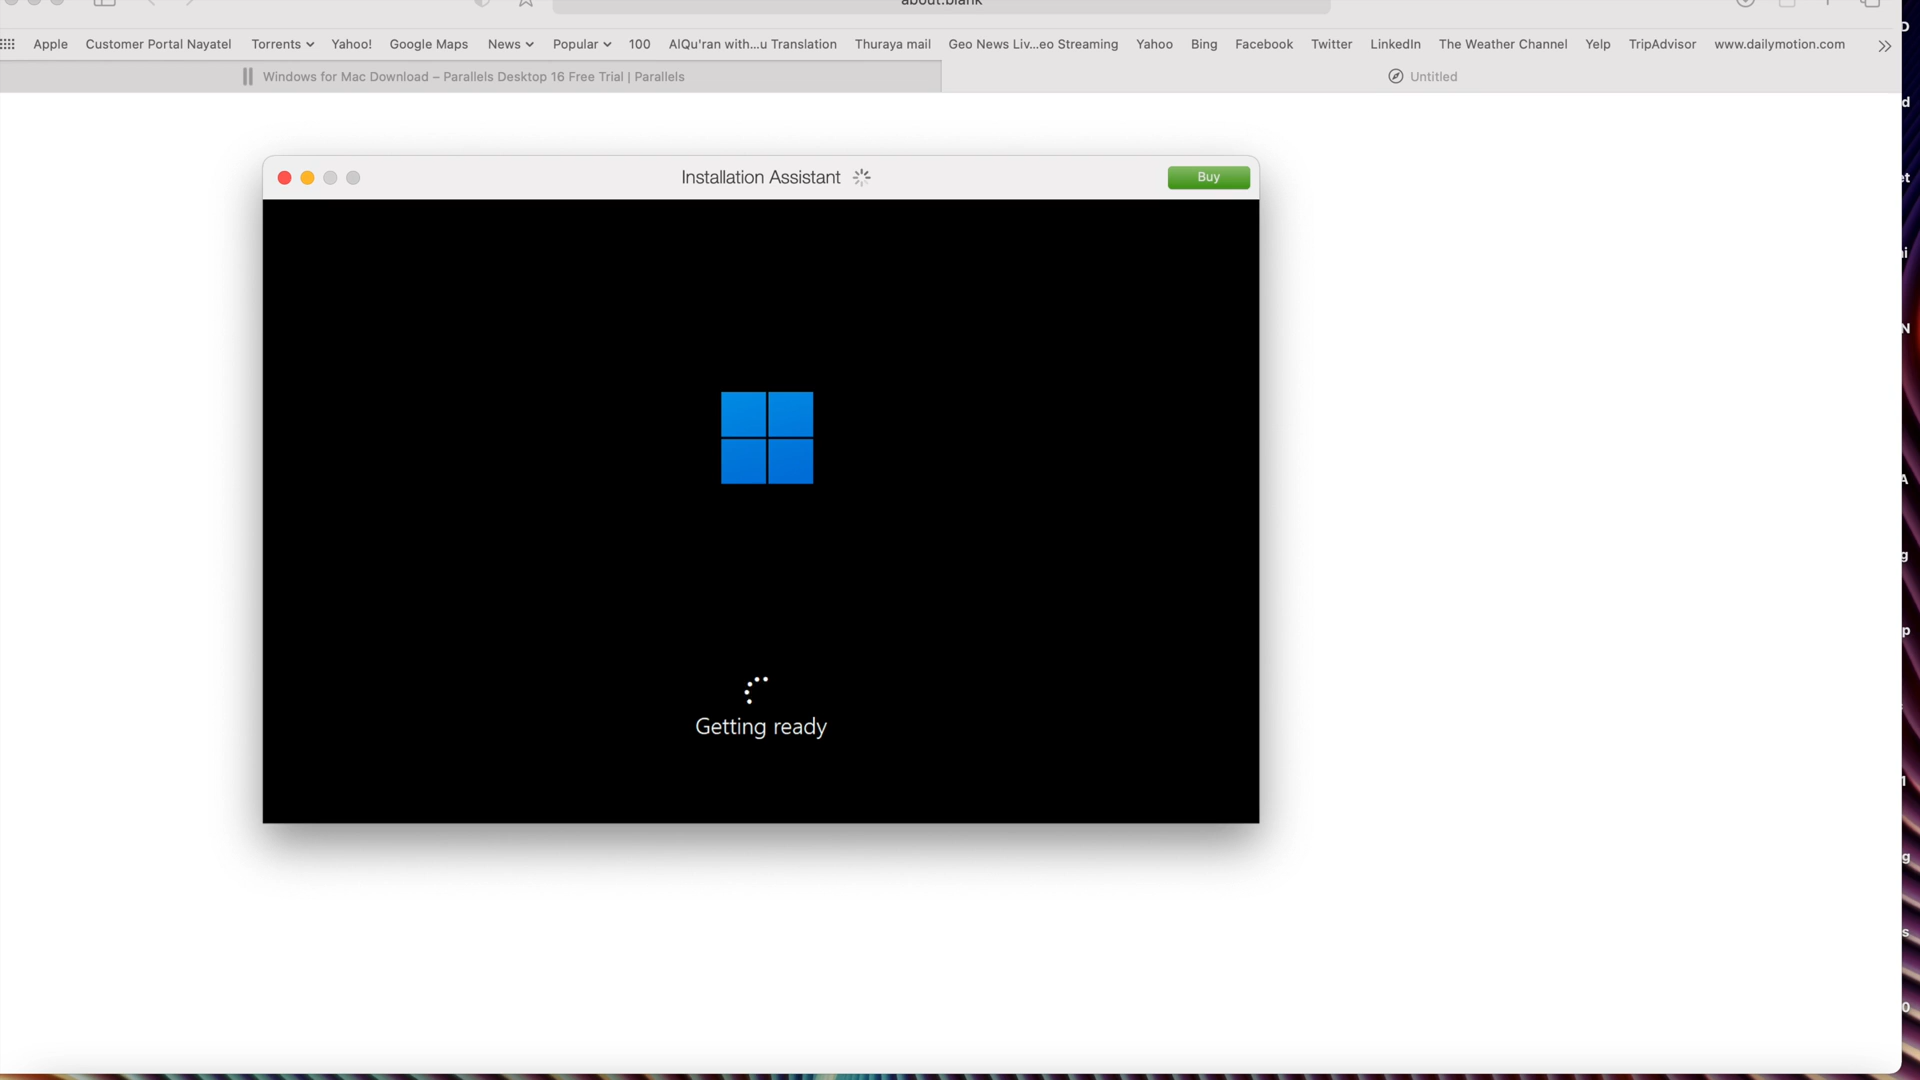 about:blank
Apple Customer Portal Nayatel Torrents Yahoo! Google Maps News Popular 100 AlQu'ran with...u Translation Thuraya mail Geo News Liv...eo Streaming Yahoo Bing Facebook Twitter LinkedIn The Weather Channel Yelp TripAdvisor www.dailymotion.com
Windows for Mac Download – Parallels Desktop 16 Free Trial | Parallels
Untitled
Installation Assistant
Buy
Getting ready